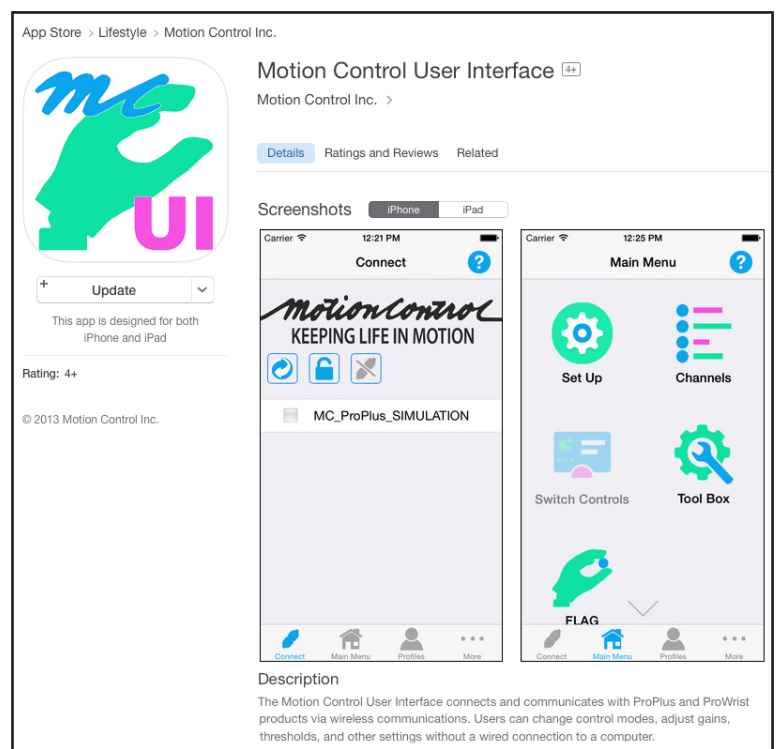 App Store > Lifestyle > Motion Control Inc.
mc
UI
Motion Control User Interface 4+
Motion Control Inc. >
Details Ratings and Reviews Related
+ Update
This app is designed for both
iPhone and iPad
Rating: 4+
© 2013 Motion Control Inc.
Screenshots iPhone iPad
Carrier 12:21 PM
Connect ?
motion control
KEEPING LIFE IN MOTION
MC_ProPlus_SIMULATION
Connect Main Menu Profiles More
Carrier 12:25 PM
Main Menu ?
Set Up Channels
Switch Controls Tool Box
FLAG
Connect Main Menu Profiles More
Description
The Motion Control User Interface connects and communicates with ProPlus and ProWrist
products via wireless communications. Users can change control modes, adjust gains,
thresholds, and other settings without a wired connection to a computer.